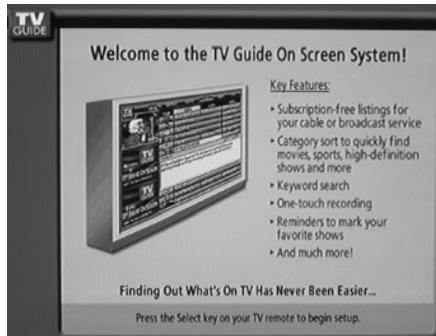 TV
GUIDE
Welcome to the TV Guide On Screen System!
Key Features:
‣ Subscription-free listings for
your cable or broadcast service
‣ Category sort to quickly find
movies, sports, high-definition
shows and more
‣ Keyword search
‣ One-touch recording
‣ Reminders to mark your
favorite shows
‣ And much more!
Finding Out What's On TV Has Never Been Easier...
Press the Select key on your TV remote to begin setup.